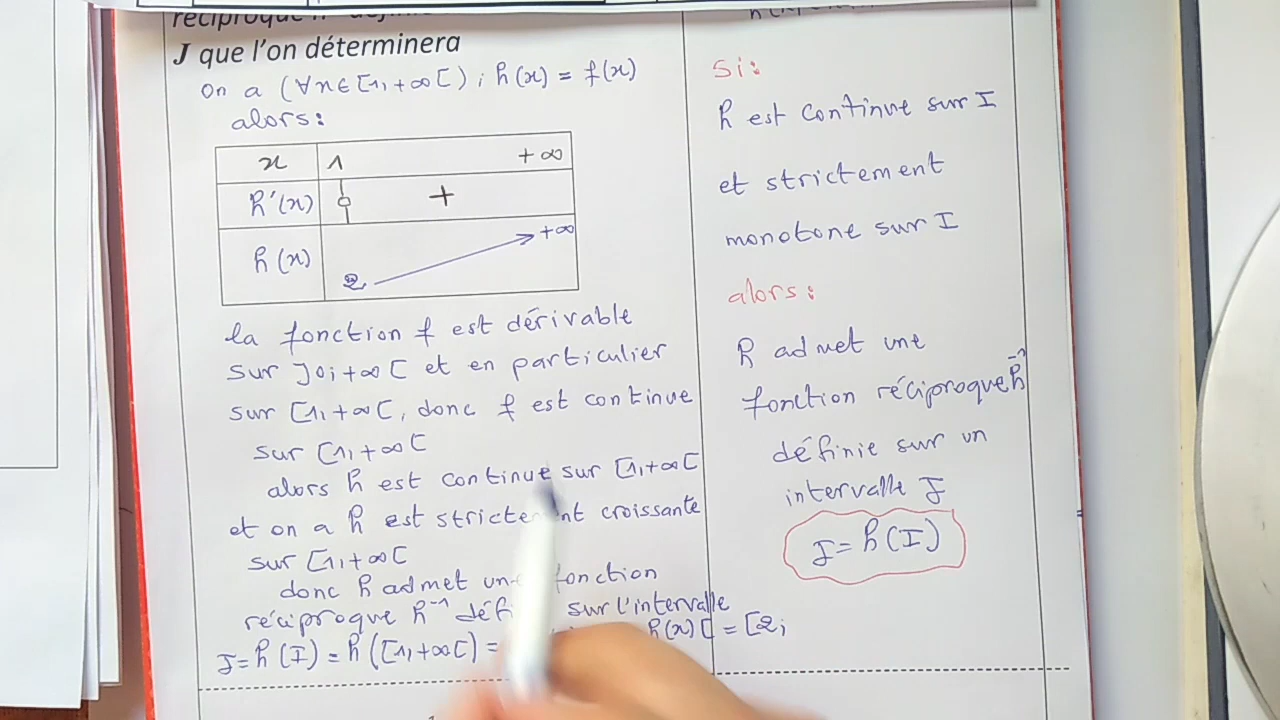 J que l'on déterminera
on a (∀x∈[1,+∞[) ; h(x) = f(x)
alors:
x 1 +∞
h'(x) 0 +
h(x) 2 +∞
la fonction f est dérivable
sur ]0;+∞[ et en particulier
sur [1,+∞[, donc f est continue
sur [1,+∞[
alors h est continue sur [1,+∞[
et on a h est strictement croissante
sur [1,+∞[
donc h admet une fonction
réciproque h⁻¹ sur l'intervalle
J=h(I) = h([1,+∞[) = h(x)[ = [2;
Si:
h est continue sur I
et strictement
monotone sur I
alors:
h admet une
fonction réciproque h⁻¹
définie sur un
intervalle J
J = h(I)